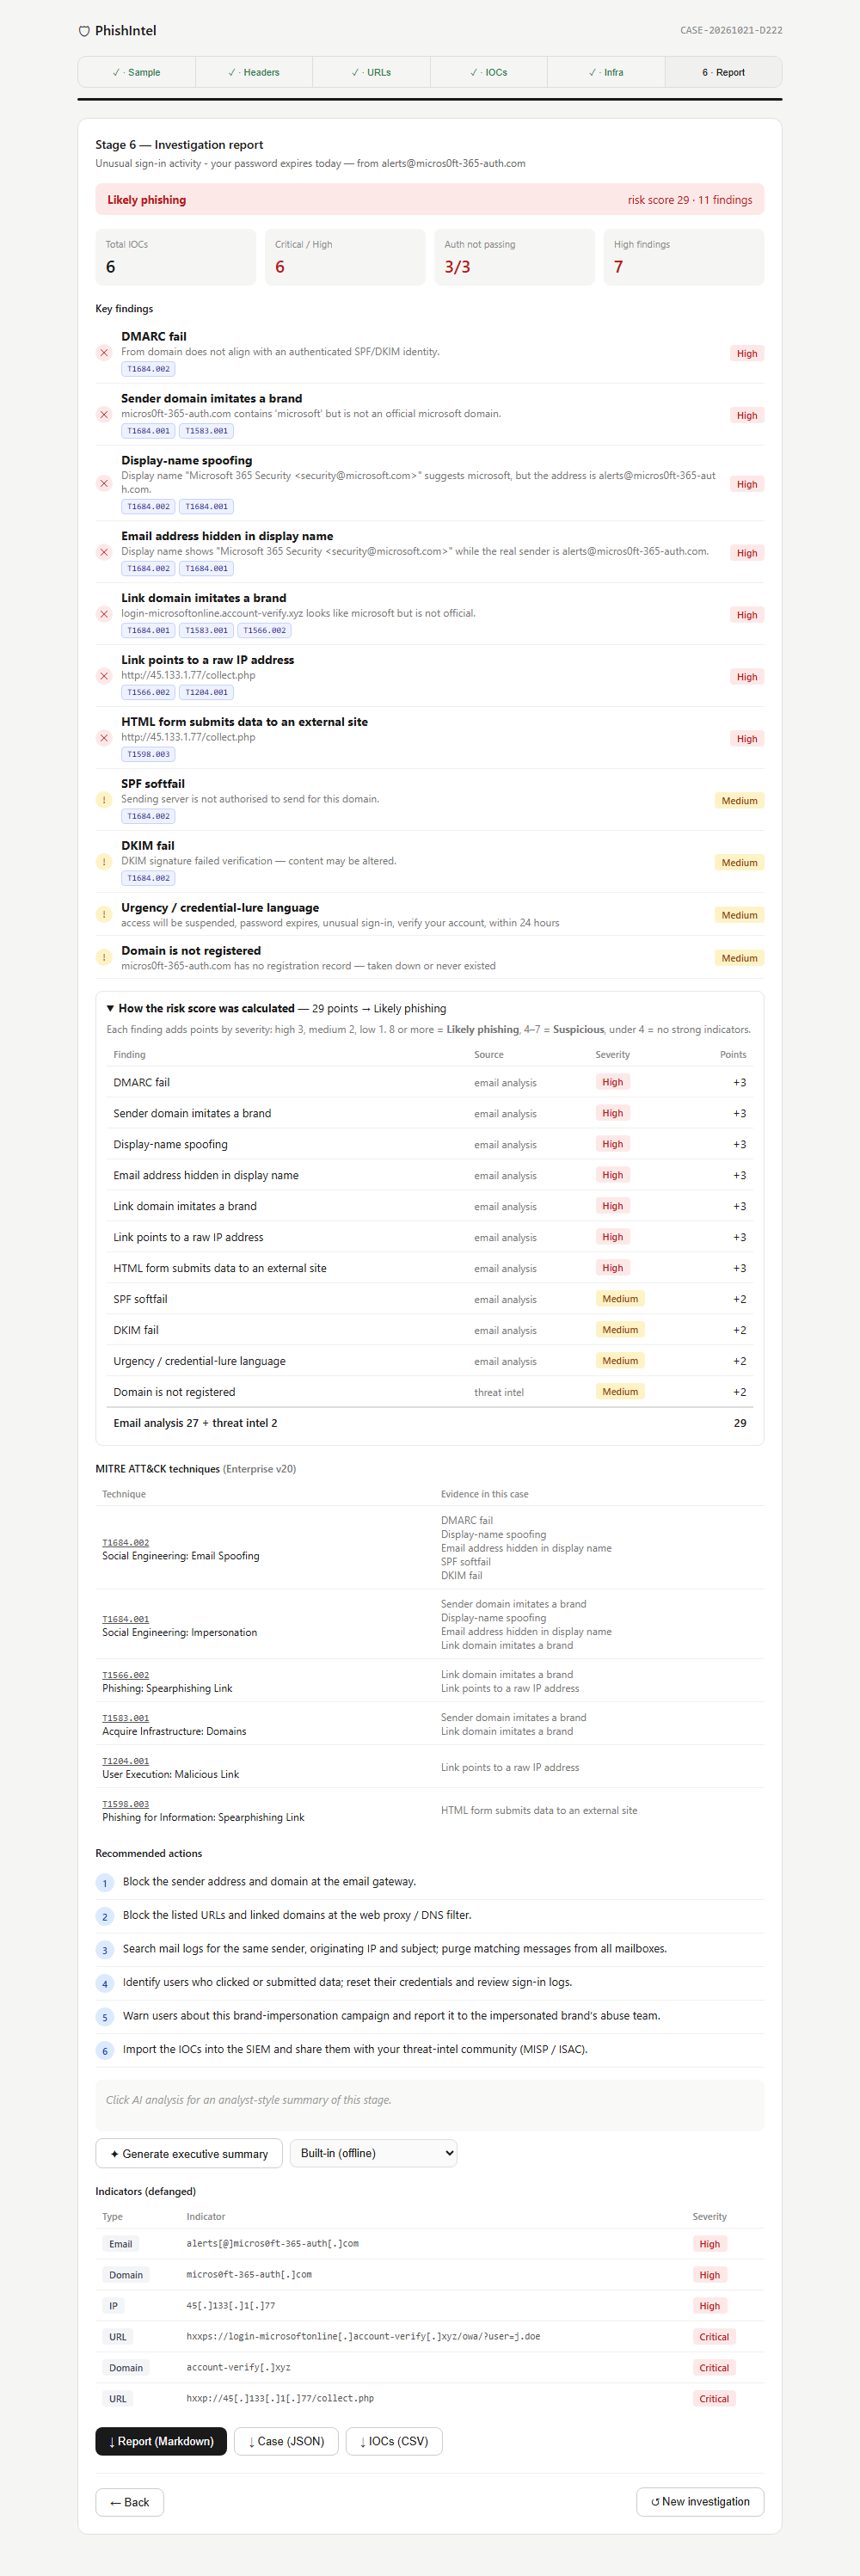 PhishIntel
CASE-20261021-D222
✓ · Sample
✓ · Headers
✓ · URLs
✓ · IOCs
✓ · Infra
6 · Report
Stage 6 — Investigation report
Unusual sign-in activity - your password expires today — from alerts@micros0ft-365-auth.com
Likely phishing
risk score 29 · 11 findings
Total IOCs
6
Critical / High
6
Auth not passing
3/3
High findings
7
Key findings
DMARC fail
From domain does not align with an authenticated SPF/DKIM identity.
T1684.002
High
Sender domain imitates a brand
micros0ft-365-auth.com contains 'microsoft' but is not an official microsoft domain.
T1684.001 T1583.001
High
Display-name spoofing
Display name "Microsoft 365 Security <security@microsoft.com>" suggests microsoft, but the address is alerts@micros0ft-365-aut
h.com.
T1684.002 T1684.001
High
Email address hidden in display name
Display name shows "Microsoft 365 Security <security@microsoft.com>" while the real sender is alerts@micros0ft-365-auth.com.
T1684.002 T1684.001
High
Link domain imitates a brand
login-microsoftonline.account-verify.xyz looks like microsoft but is not official.
T1684.001 T1583.001 T1566.002
High
Link points to a raw IP address
http://45.133.1.77/collect.php
T1566.002 T1204.001
High
HTML form submits data to an external site
http://45.133.1.77/collect.php
T1598.003
High
SPF softfail
Sending server is not authorised to send for this domain.
T1684.002
Medium
DKIM fail
DKIM signature failed verification — content may be altered.
T1684.002
Medium
Urgency / credential-lure language
access will be suspended, password expires, unusual sign-in, verify your account, within 24 hours
Medium
Domain is not registered
micros0ft-365-auth.com has no registration record — taken down or never existed
Medium
▼ How the risk score was calculated — 29 points → Likely phishing
Each finding adds points by severity: high 3, medium 2, low 1. 8 or more = Likely phishing, 4–7 = Suspicious, under 4 = no strong indicators.
Finding Source Severity Points
DMARC fail email analysis High +3
Sender domain imitates a brand email analysis High +3
Display-name spoofing email analysis High +3
Email address hidden in display name email analysis High +3
Link domain imitates a brand email analysis High +3
Link points to a raw IP address email analysis High +3
HTML form submits data to an external site email analysis High +3
SPF softfail email analysis Medium +2
DKIM fail email analysis Medium +2
Urgency / credential-lure language email analysis Medium +2
Domain is not registered threat intel Medium +2
Email analysis 27 + threat intel 2 29
MITRE ATT&CK techniques (Enterprise v20)
Technique Evidence in this case
T1684.002
Social Engineering: Email Spoofing
DMARC fail
Display-name spoofing
Email address hidden in display name
SPF softfail
DKIM fail
T1684.001
Social Engineering: Impersonation
Sender domain imitates a brand
Display-name spoofing
Email address hidden in display name
Link domain imitates a brand
T1566.002
Phishing: Spearphishing Link
Link domain imitates a brand
Link points to a raw IP address
T1583.001
Acquire Infrastructure: Domains
Sender domain imitates a brand
Link domain imitates a brand
T1204.001
User Execution: Malicious Link
Link points to a raw IP address
T1598.003
Phishing for Information: Spearphishing Link
HTML form submits data to an external site
Recommended actions
1 Block the sender address and domain at the email gateway.
2 Block the listed URLs and linked domains at the web proxy / DNS filter.
3 Search mail logs for the same sender, originating IP and subject; purge matching messages from all mailboxes.
4 Identify users who clicked or submitted data; reset their credentials and review sign-in logs.
5 Warn users about this brand-impersonation campaign and report it to the impersonated brand's abuse team.
6 Import the IOCs into the SIEM and share them with your threat-intel community (MISP / ISAC).
Click AI analysis for an analyst-style summary of this stage.
✦ Generate executive summary
Built-in (offline)
Indicators (defanged)
Type Indicator Severity
Email alerts[@]micros0ft-365-auth[.]com High
Domain micros0ft-365-auth[.]com High
IP 45[.]133[.]1[.]77 High
URL hxxps://login-microsoftonline[.]account-verify[.]xyz/owa/?user=j.doe Critical
Domain account-verify[.]xyz Critical
URL hxxp://45[.]133[.]1[.]77/collect.php Critical
↓ Report (Markdown)
↓ Case (JSON)
↓ IOCs (CSV)
← Back
↺ New investigation